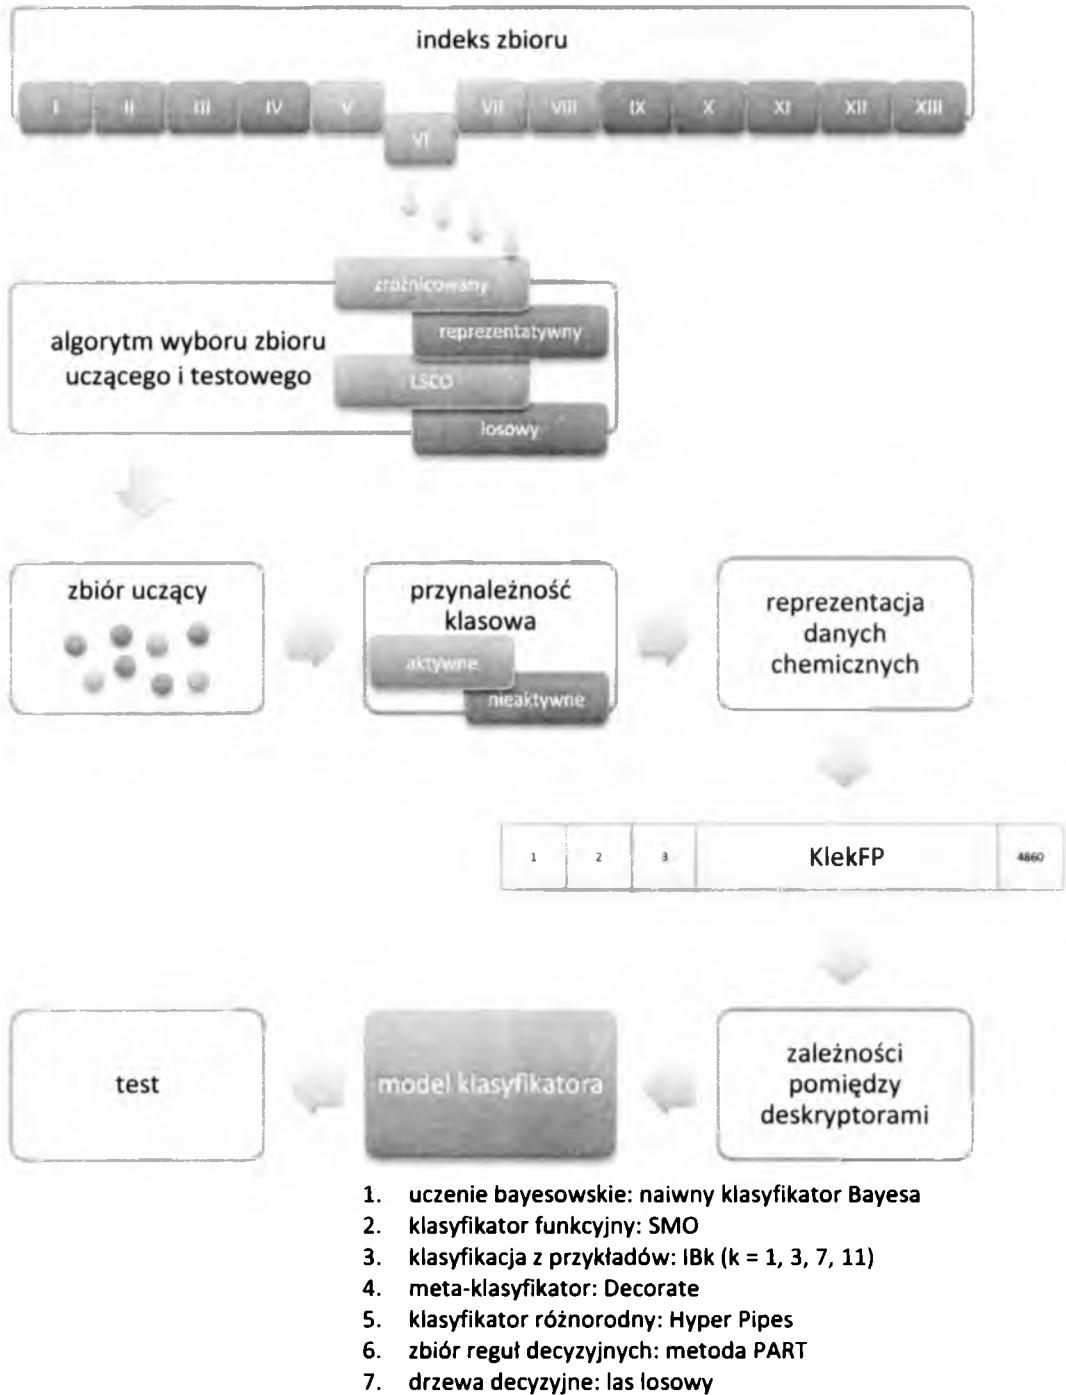 indeks zbioru
I II III IV V VI VII VIII IX X XI XII XIII
zróżnicowany
reprezentatywny
algorytm wyboru zbioru
uczącego i testowego
LSCO
losowy
zbiór uczący
przynależność
klasowa
aktywne
nieaktywne
reprezentacja
danych
chemicznych
1 2 3 KlekFP 4860
test
model klasyfikatora
zależności
pomiędzy
deskryptorami
1. uczenie bayesowskie: naiwny klasyfikator Bayesa
2. klasyfikator funkcyjny: SMO
3. klasyfikacja z przykładów: IBk (k = 1, 3, 7, 11)
4. meta-klasyfikator: Decorate
5. klasyfikator różnorodny: Hyper Pipes
6. zbiór reguł decyzyjnych: metoda PART
7. drzewa decyzyjne: las losowy